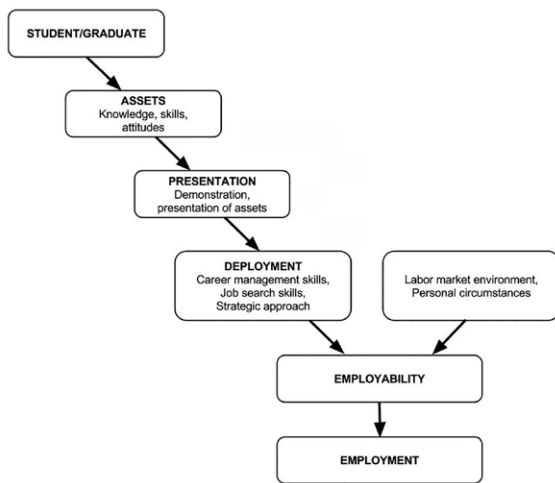 STUDENT/GRADUATE
ASSETS
Knowledge, skills,
attitudes
PRESENTATION
Demonstration,
presentation of assets
DEPLOYMENT
Career management skills,
Job search skills,
Strategic approach
Labor market environment,
Personal circumstances
EMPLOYABILITY
EMPLOYMENT